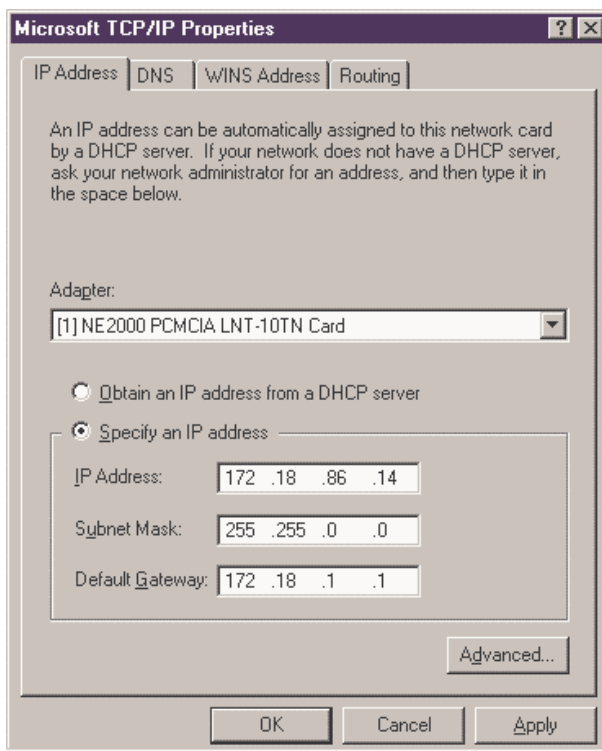 Microsoft TCP/IP Properties
? X
IP Address DNS WINS Address Routing
An IP address can be automatically assigned to this network card
by a DHCP server. If your network does not have a DHCP server,
ask your network administrator for an address, and then type it in
the space below.
Adapter:
[1] NE2000 PCMCIA LNT-10TN Card
Obtain an IP address from a DHCP server
Specify an IP address
IP Address: 172 .18 .86 .14
Subnet Mask: 255 .255 .0 .0
Default Gateway: 172 .18 .1 .1
Advanced...
OK Cancel Apply